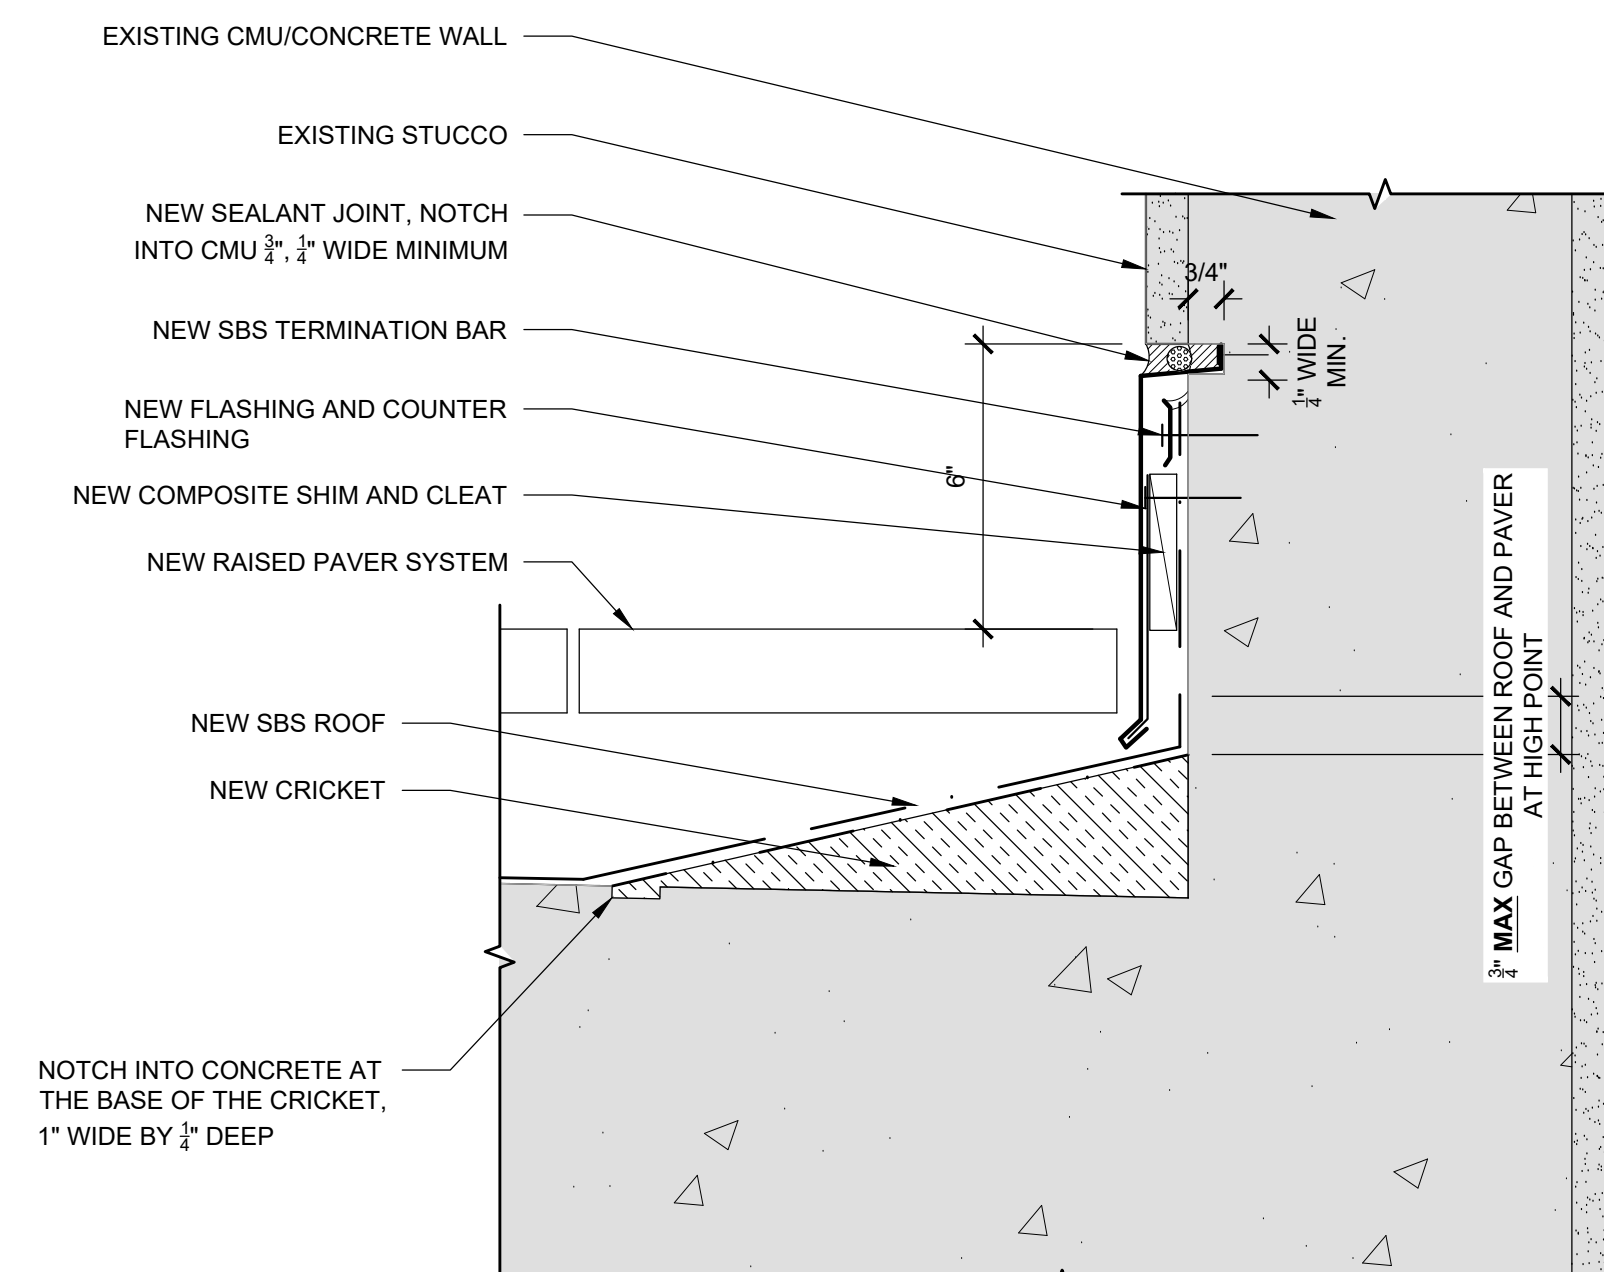 EXISTING CMU/CONCRETE WALL
EXISTING STUCCO
NEW SEALANT JOINT, NOTCH
INTO CMU 3/4", 1/4" WIDE MINIMUM
NEW SBS TERMINATION BAR
NEW FLASHING AND COUNTER
FLASHING
NEW COMPOSITE SHIM AND CLEAT
NEW RAISED PAVER SYSTEM
NEW SBS ROOF
NEW CRICKET
NOTCH INTO CONCRETE AT
THE BASE OF THE CRICKET,
1" WIDE BY 1/4" DEEP
3/4"
1/4" WIDE
MIN.
6"
3/4" MAX GAP BETWEEN ROOF AND PAVER
AT HIGH POINT